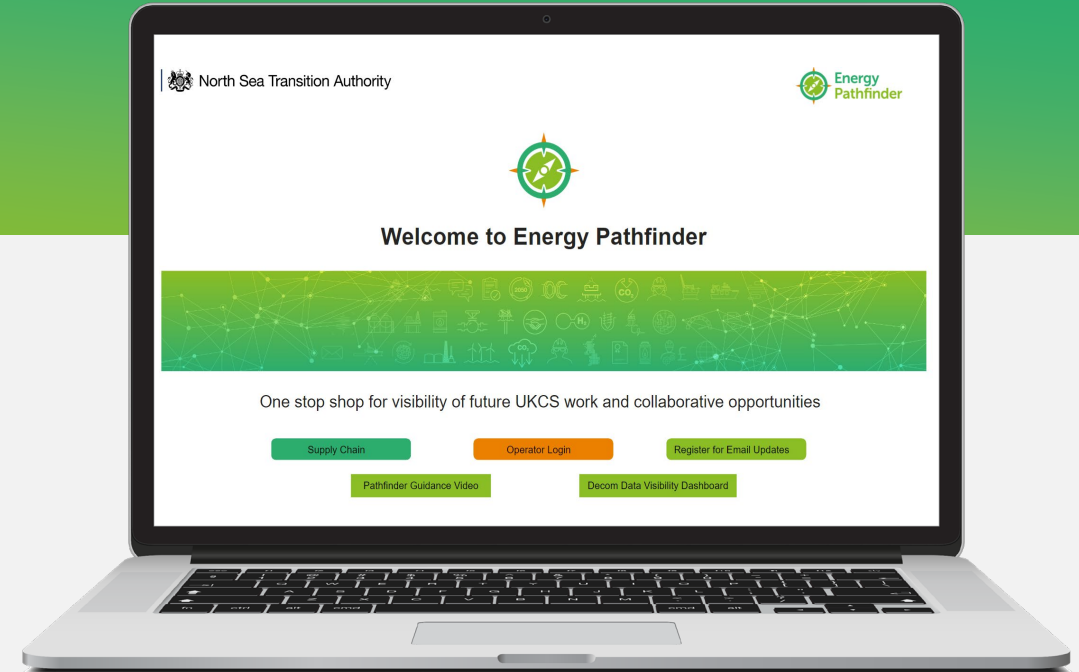 North Sea Transition Authority
Energy
Pathfinder
Welcome to Energy Pathfinder
One stop shop for visibility of future UKCS work and collaborative opportunities
Supply Chain
Operator Login
Register for Email Updates
Pathfinder Guidance Video
Decom Data Visibility Dashboard